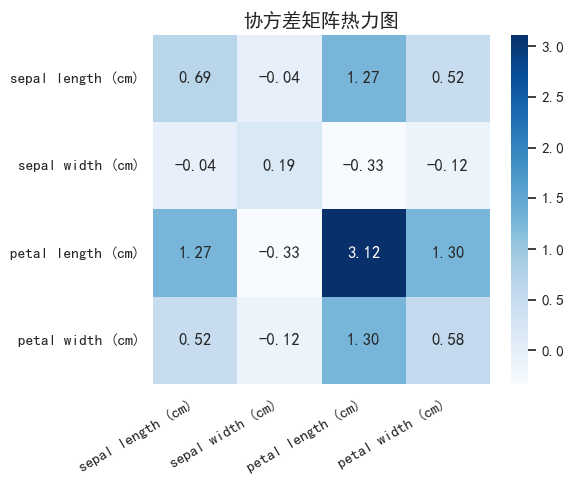 协方差矩阵热力图
sepal length (cm) 0.69 −0.04 1.27 0.52
sepal width (cm) −0.04 0.19 −0.33 −0.12
petal length (cm) 1.27 −0.33 3.12 1.30
petal width (cm) 0.52 −0.12 1.30 0.58
sepal length (cm)
sepal width (cm)
petal length (cm)
petal width (cm)
3.0
2.5
2.0
1.5
1.0
0.5
0.0